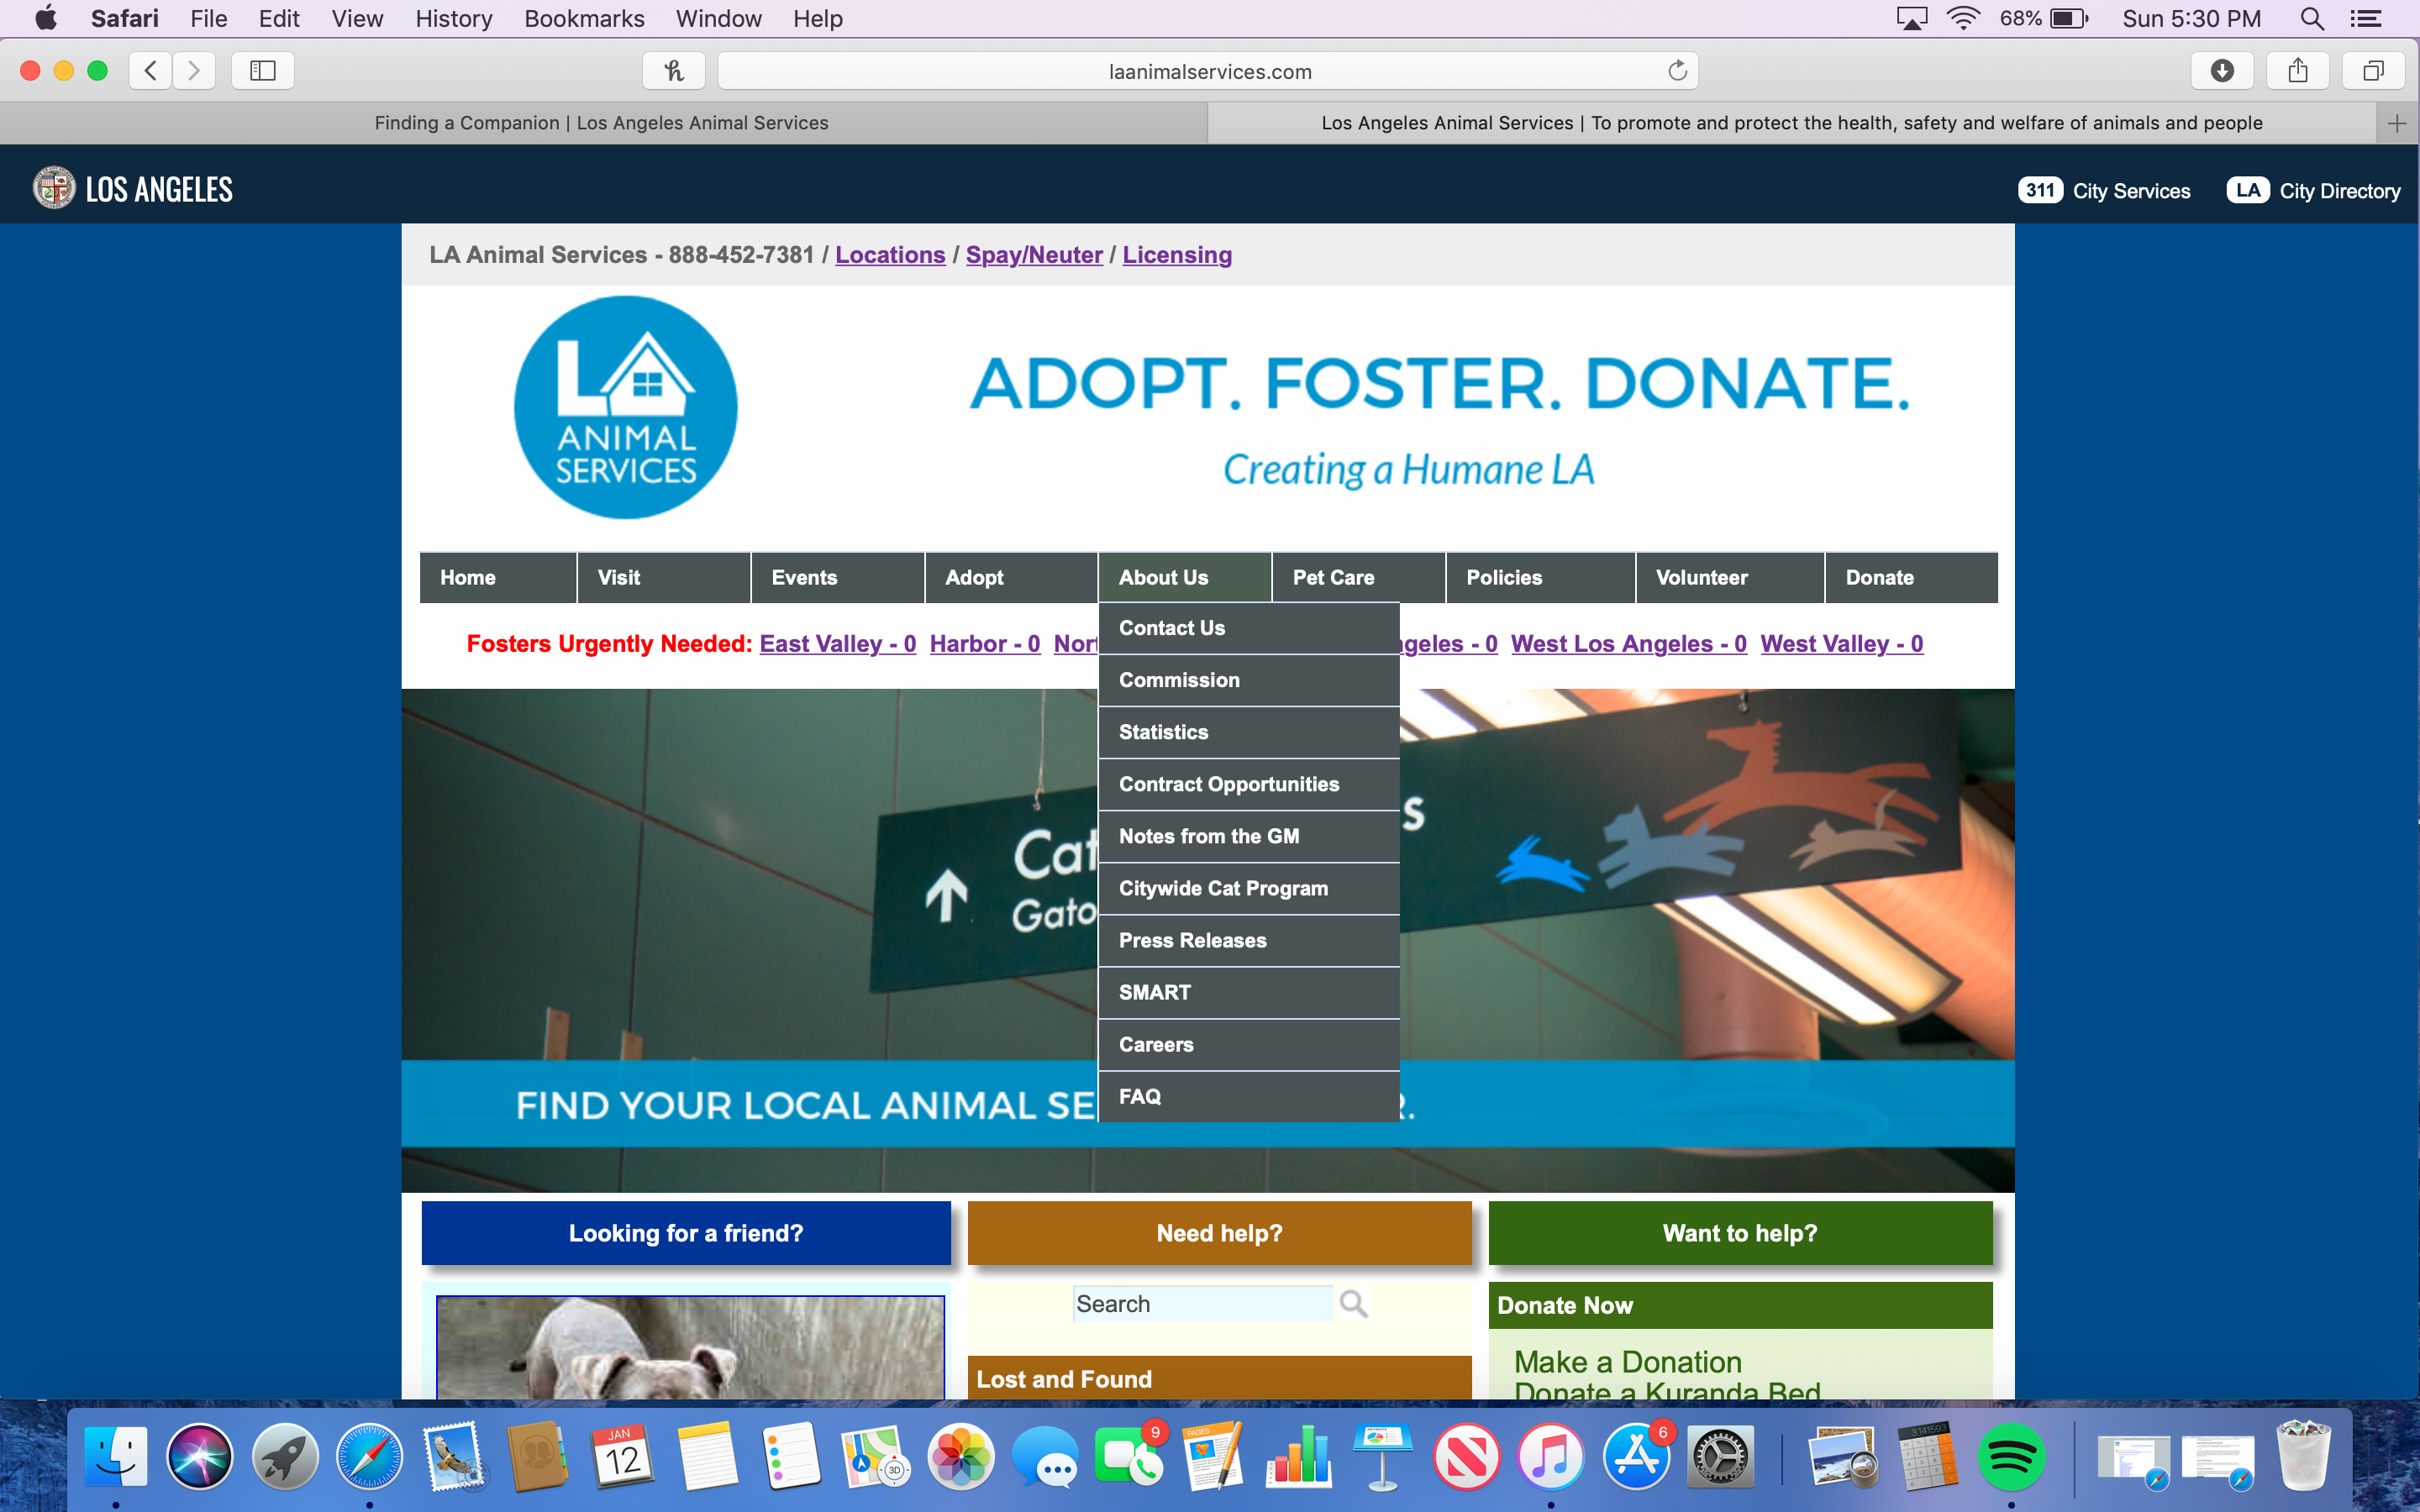 Safari File Edit View History Bookmarks Window Help 68% Sun 5:30 PM
laanimalservices.com
Finding a Companion | Los Angeles Animal Services
Los Angeles Animal Services | To promote and protect the health, safety and welfare of animals and people
LOS ANGELES
311 City Services LA City Directory
LA Animal Services - 888-452-7381 / Locations / Spay/Neuter / Licensing
LA
ANIMAL
SERVICES
ADOPT. FOSTER. DONATE.
Creating a Humane LA
Home Visit Events Adopt About Us Pet Care Policies Volunteer Donate
Fosters Urgently Needed: East Valley - 0 Harbor - 0 Nort geles - 0 West Los Angeles - 0 West Valley - 0
Contact Us
Commission
Statistics
Contract Opportunities
Notes from the GM
Citywide Cat Program
Press Releases
SMART
Careers
FAQ
Cat s
Gato
FIND YOUR LOCAL ANIMAL SE R.
Looking for a friend?
Need help?
Want to help?
Search
Lost and Found
Donate Now
Make a Donation
Donate a Kuranda Bed
JAN
12
3D
9
PAGES
6
3.141593